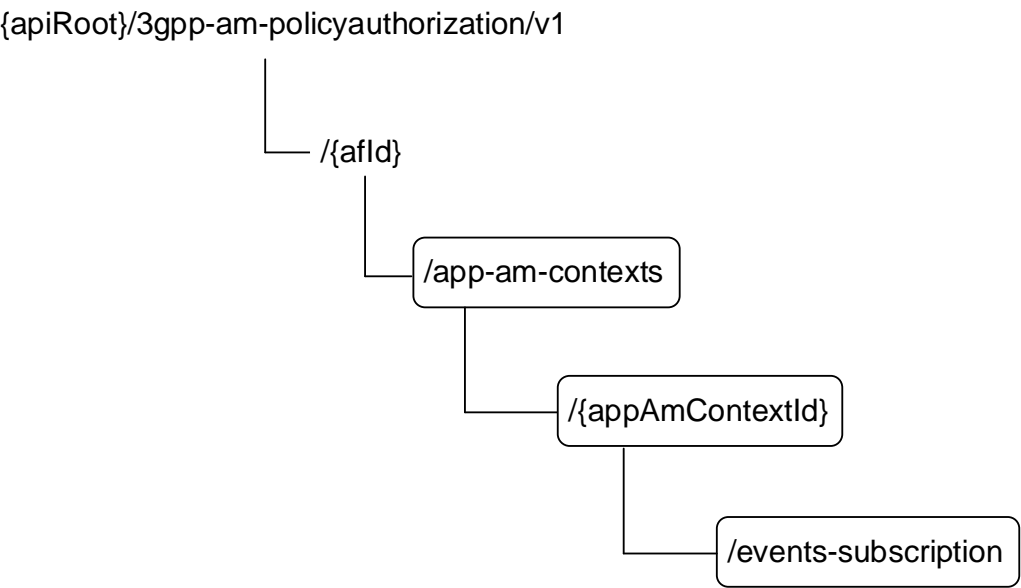 {apiRoot}/3gpp-am-policyauthorization/v1
/{afId}
/app-am-contexts
/{appAmContextId}
/events-subscription